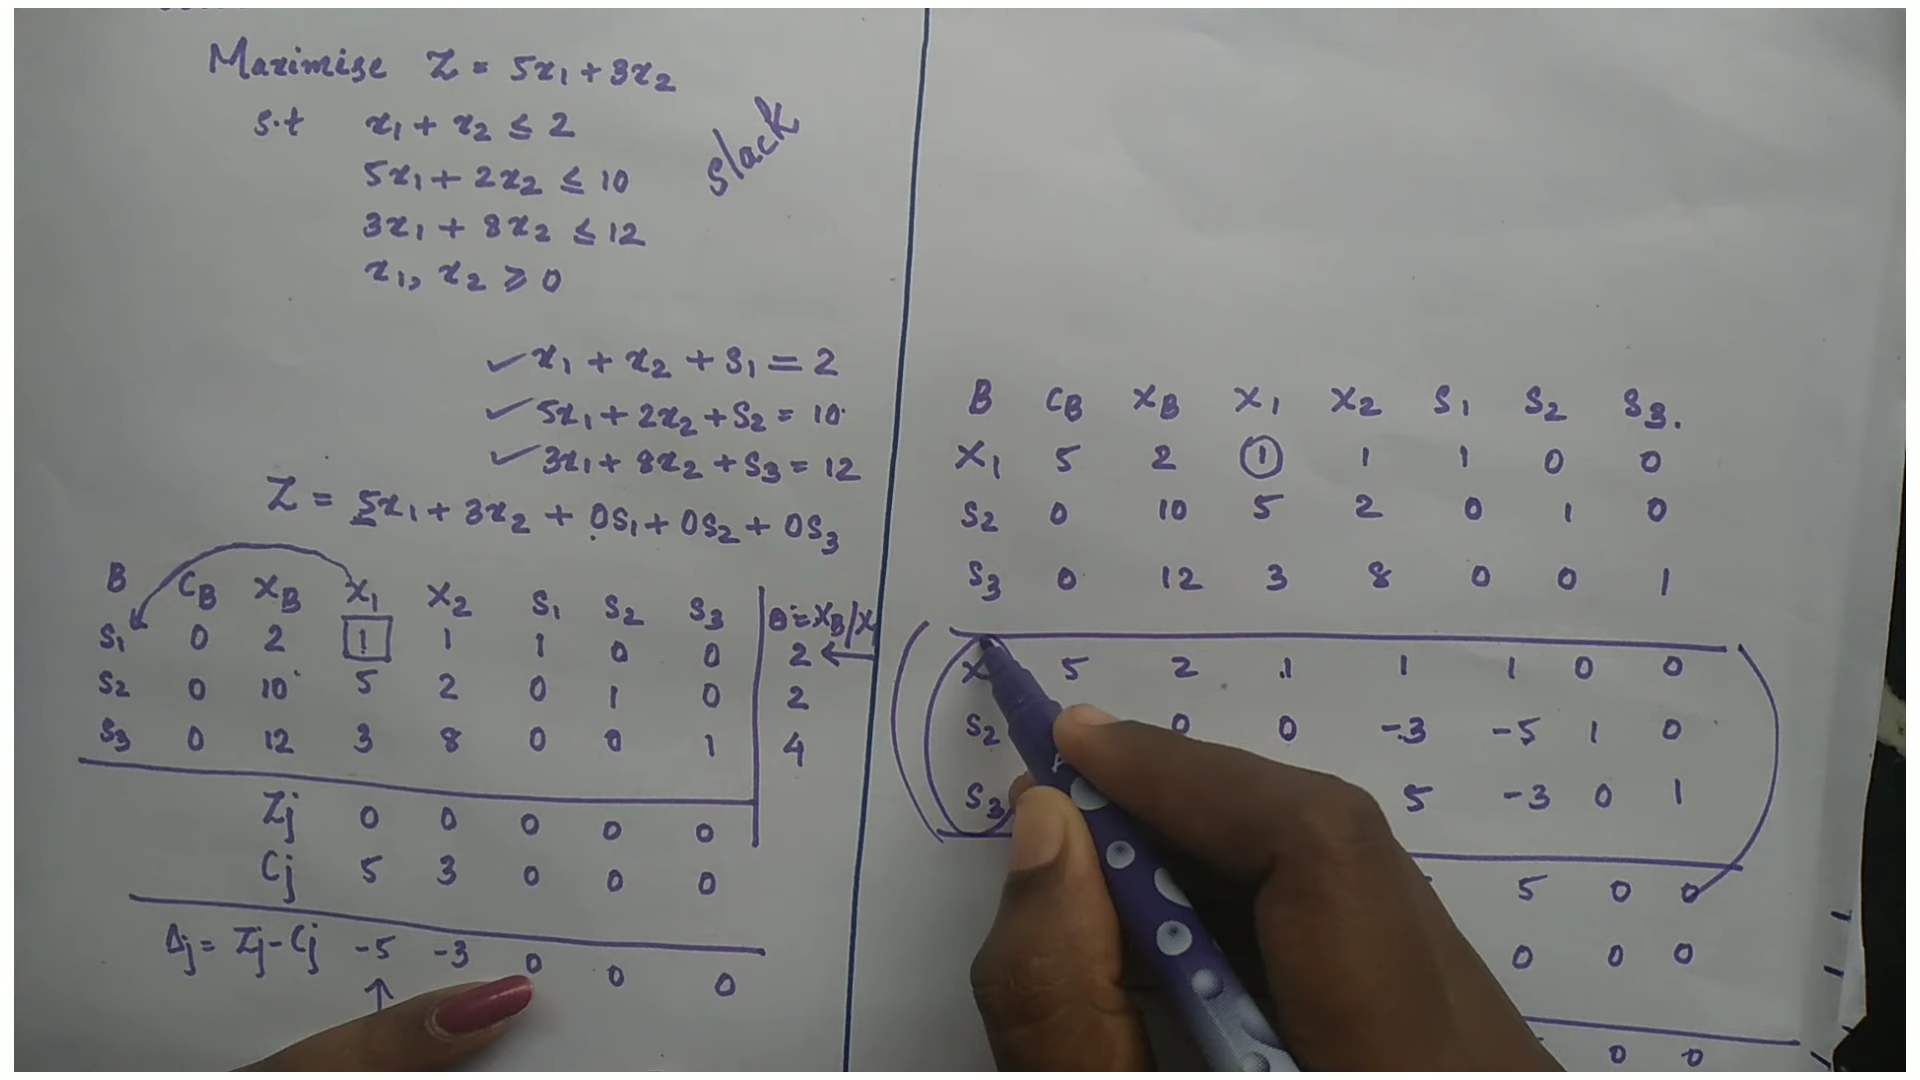 Maximise Z = 5x1 + 3x2
s.t x1 + x2 ≤ 2
5x1 + 2x2 ≤ 10
3x1 + 8x2 ≤ 12
x1, x2 ≥ 0
slack
✓ x1 + x2 + S1 = 2
✓ 5x1 + 2x2 + S2 = 10
✓ 3x1 + 8x2 + S3 = 12
Z = 5x1 + 3x2 + 0S1 + 0S2 + 0S3
B CB XB X1 X2 S1 S2 S3 θ = XB/X1
S1 0 2 1 1 1 0 0 2 ←
S2 0 10 5 2 0 1 0 2
S3 0 12 3 8 0 0 1 4
Zj 0 0 0 0 0
Cj 5 3 0 0 0
Δj = Zj - Cj -5 -3 0 0 0
↑
B CB XB X1 X2 S1 S2 S3.
X1 5 2 1 1 1 0 0
S2 0 10 5 2 0 1 0
S3 0 12 3 8 0 0 1
5 2 1 1 1 0 0
S2 0 0 -3 -5 1 0
S3 5 -3 0 1
5 0 0
0 0 0
0 0